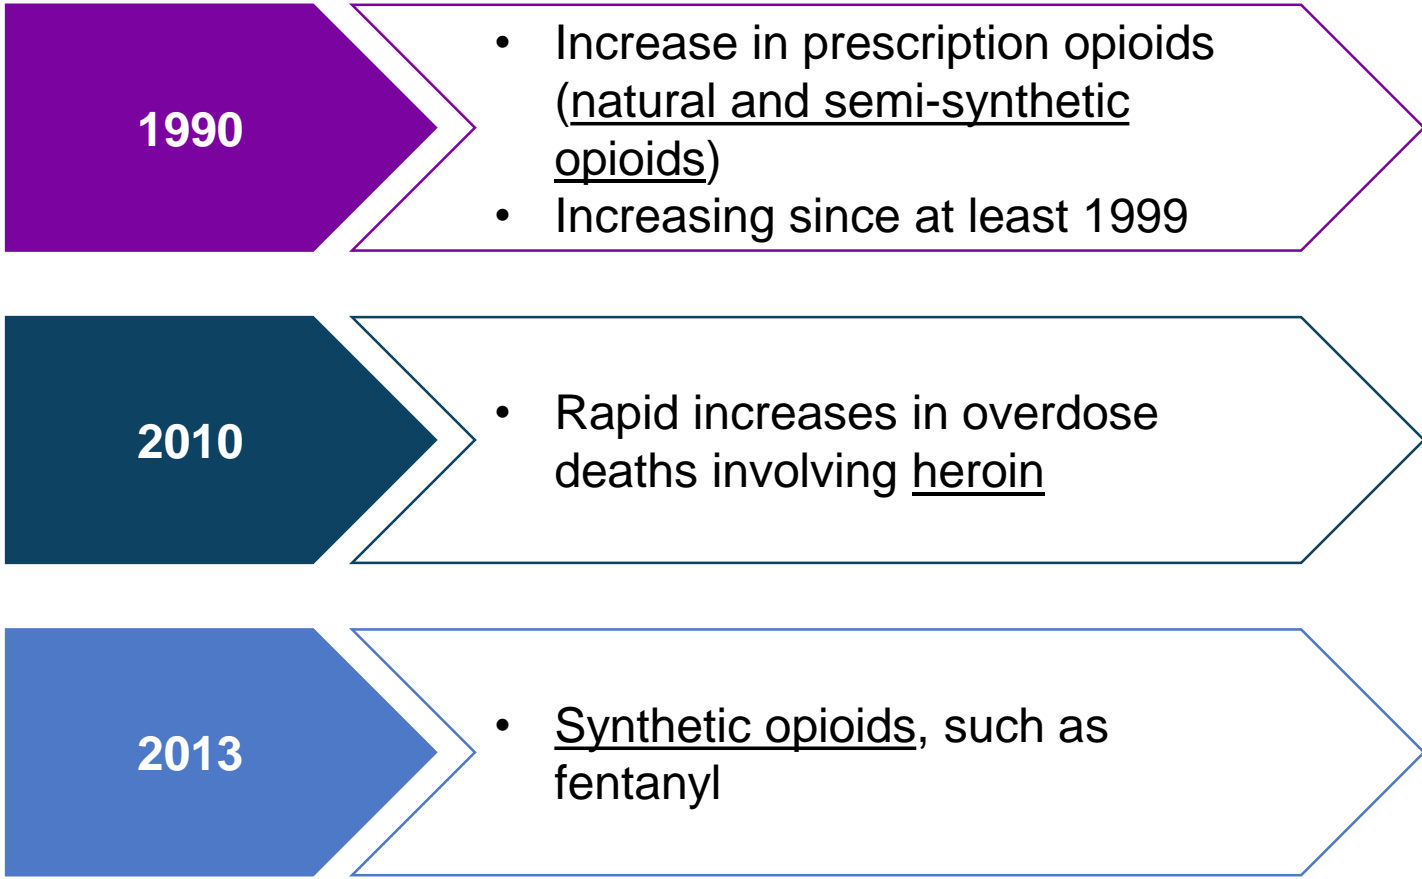 1990
• Increase in prescription opioids
(natural and semi-synthetic
opioids)
• Increasing since at least 1999
2010
• Rapid increases in overdose
deaths involving heroin
2013
• Synthetic opioids, such as
fentanyl